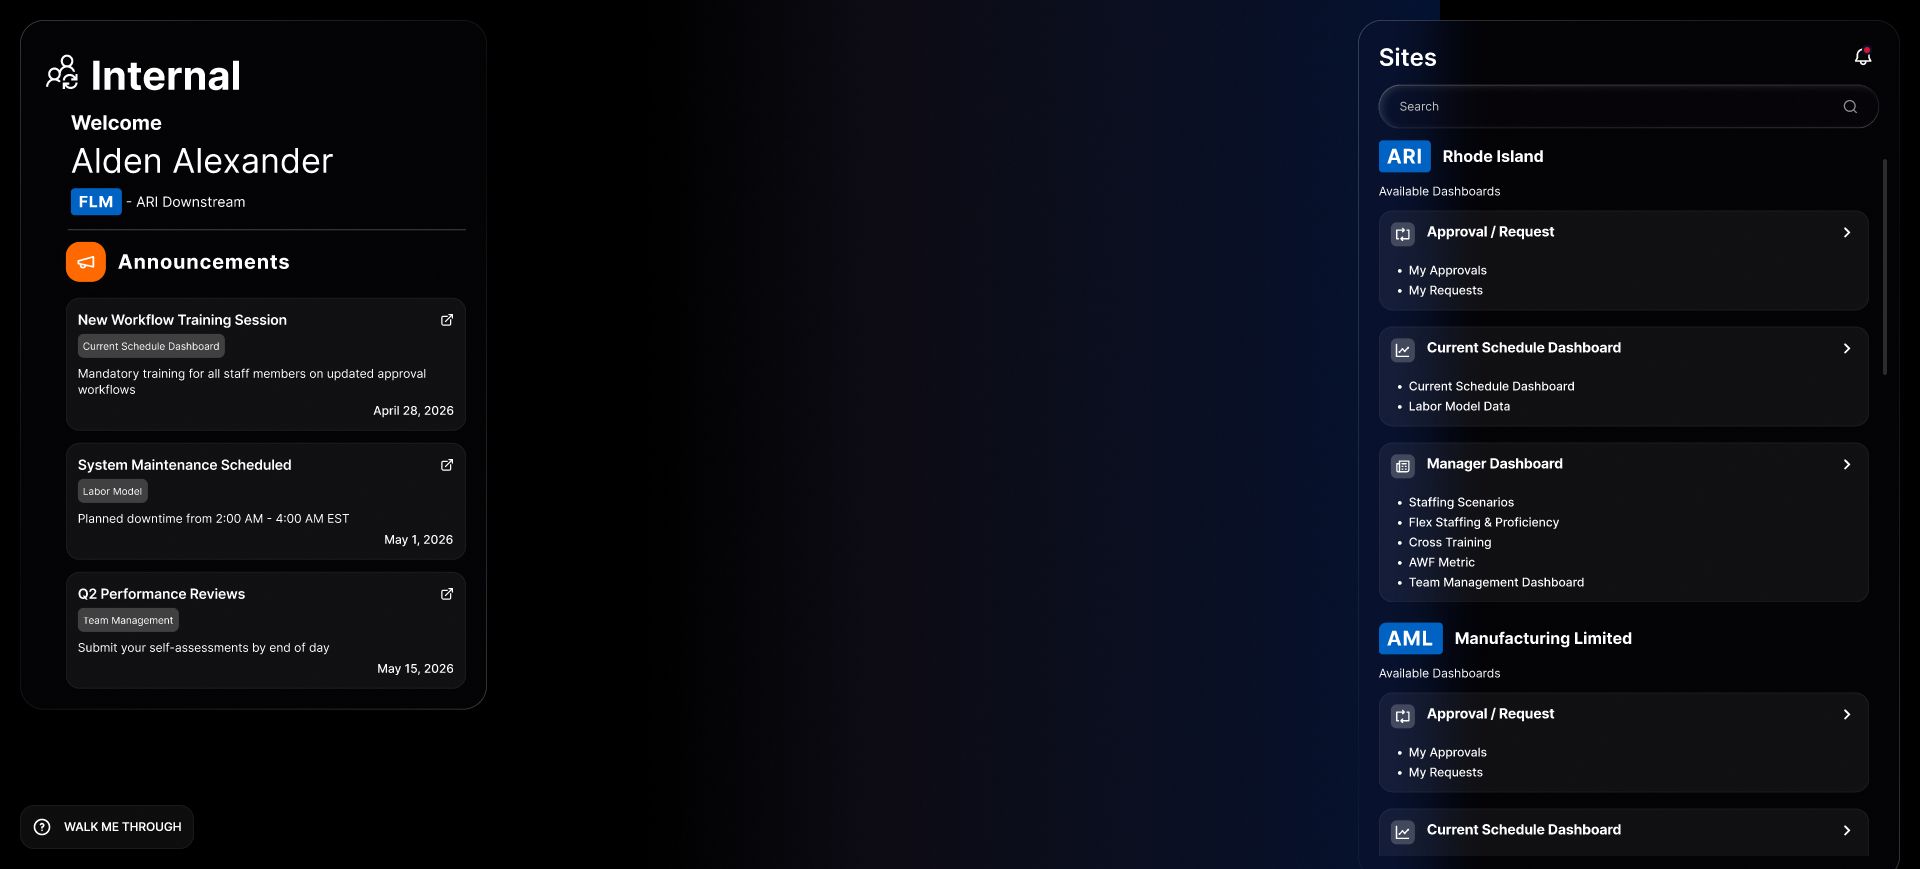 Internal
Welcome
Alden Alexander
FLM - ARI Downstream
Announcements
New Workflow Training Session
Current Schedule Dashboard
Mandatory training for all staff members on updated approval
workflows
April 28, 2026
System Maintenance Scheduled
Labor Model
Planned downtime from 2:00 AM - 4:00 AM EST
May 1, 2026
Q2 Performance Reviews
Team Management
Submit your self-assessments by end of day
May 15, 2026
WALK ME THROUGH
Sites
Search
ARI Rhode Island
Available Dashboards
Approval / Request
• My Approvals
• My Requests
Current Schedule Dashboard
• Current Schedule Dashboard
• Labor Model Data
Manager Dashboard
• Staffing Scenarios
• Flex Staffing & Proficiency
• Cross Training
• AWF Metric
• Team Management Dashboard
AML Manufacturing Limited
Available Dashboards
Approval / Request
• My Approvals
• My Requests
Current Schedule Dashboard